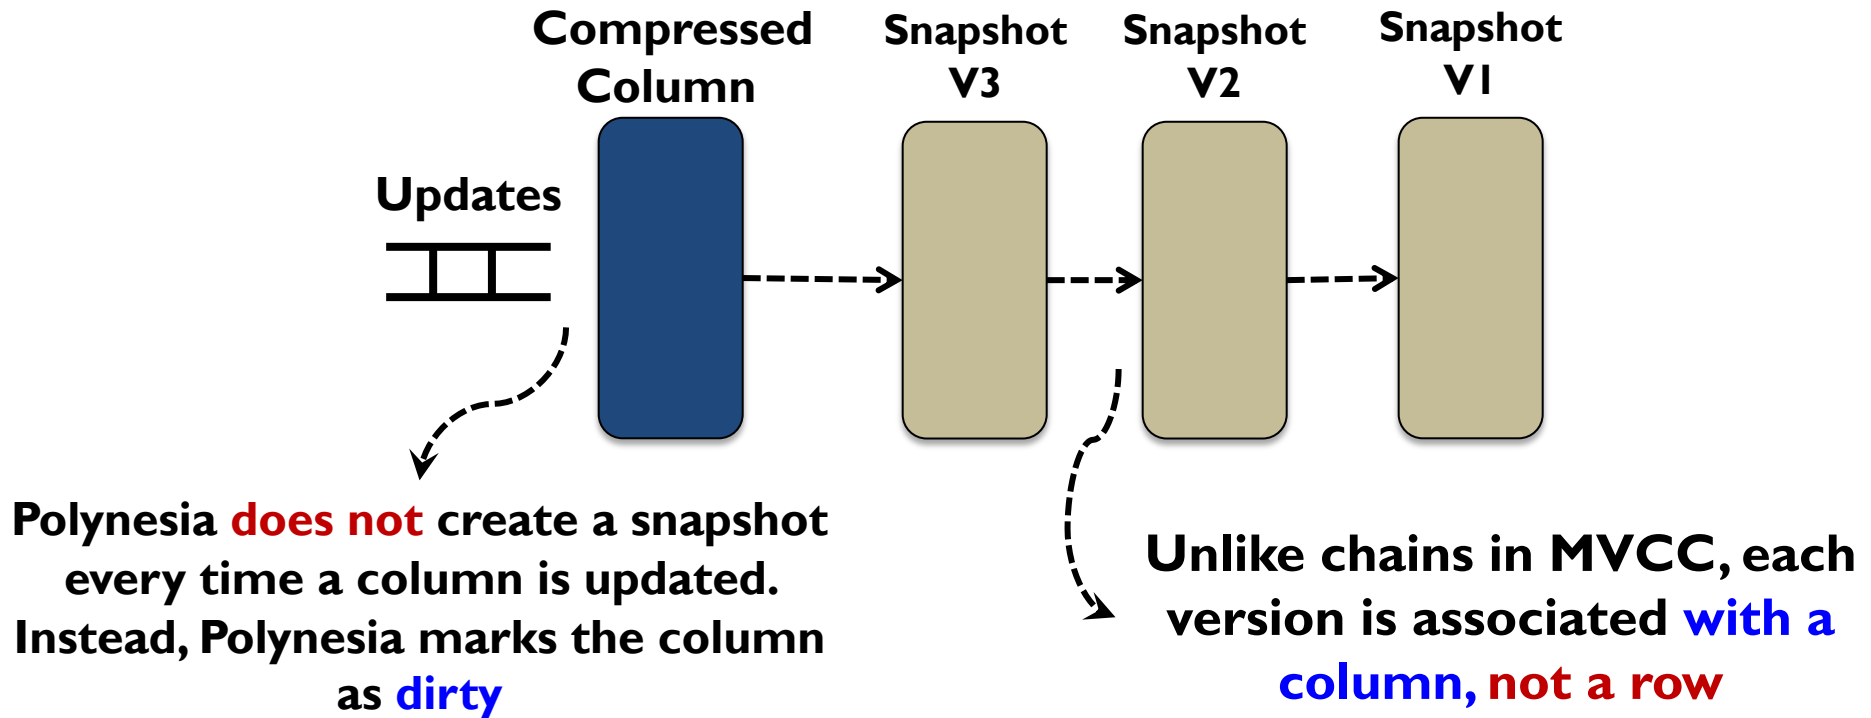 Compressed
Column
Snapshot
V3
Snapshot
V2
Snapshot
V1
Updates
Polynesia does not create a snapshot
every time a column is updated.
Instead, Polynesia marks the column
as dirty
Unlike chains in MVCC, each
version is associated with a
column, not a row